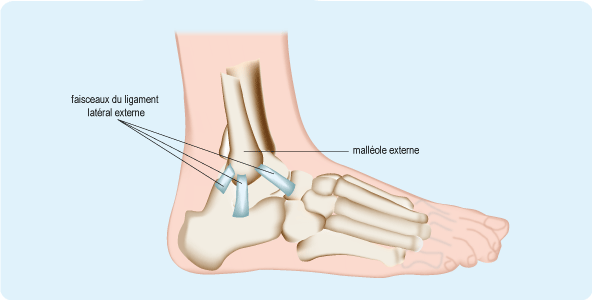 faisceaux du ligament
latéral externe
malléole externe